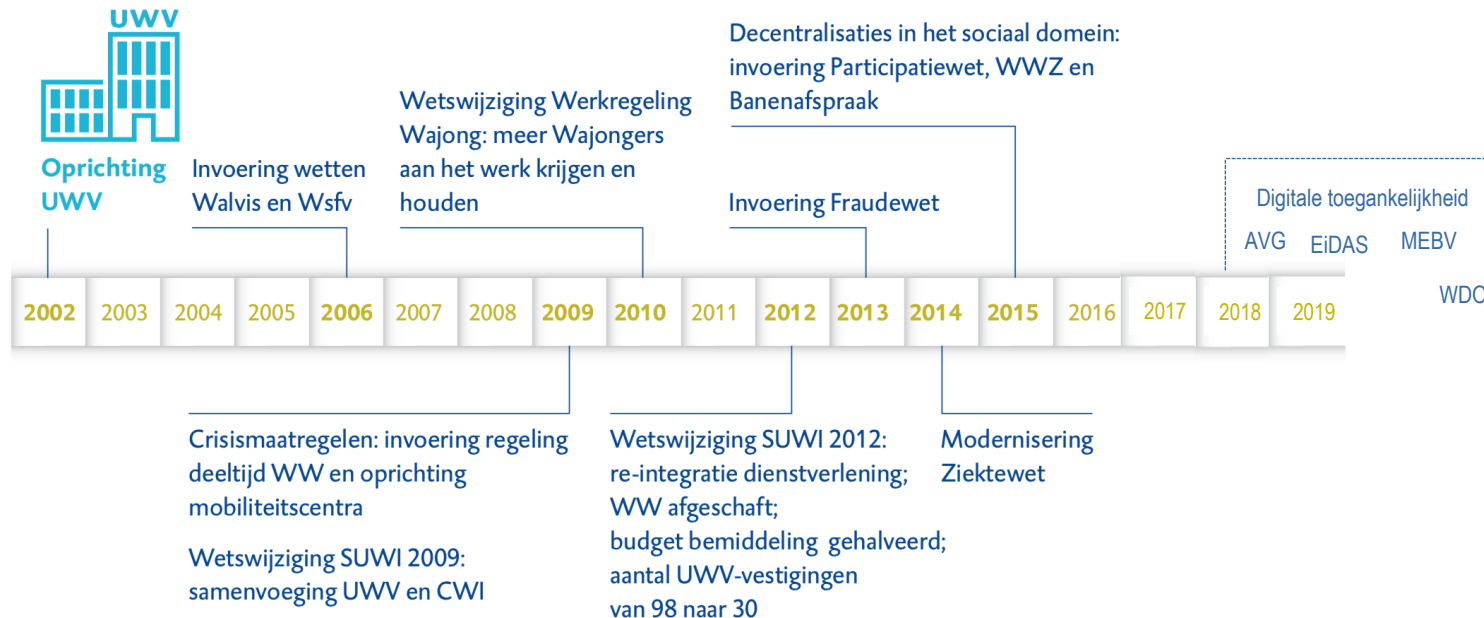 UWV
Oprichting
UWV
Invoering wetten
Walvis en Wsfv
Wetswijziging Werkregeling
Wajong: meer Wajongers
aan het werk krijgen en
houden
Decentralisaties in het sociaal domein:
invoering Participatiewet, WWZ en
Banenafspraak
Invoering Fraudewet
Digitale toegankelijkheid
AVG EiDAS MEBV
WDO
2002 2003 2004 2005 2006 2007 2008 2009 2010 2011 2012 2013 2014 2015 2016 2017 2018 2019
Crisismaatregelen: invoering regeling
deeltijd WW en oprichting
mobiliteitscentra
Wetswijziging SUWI 2009:
samenvoeging UWV en CWI
Wetswijziging SUWI 2012:
re-integratie dienstverlening;
WW afgeschaft;
budget bemiddeling gehalveerd;
aantal UWV-vestigingen
van 98 naar 30
Modernisering
Ziektewet